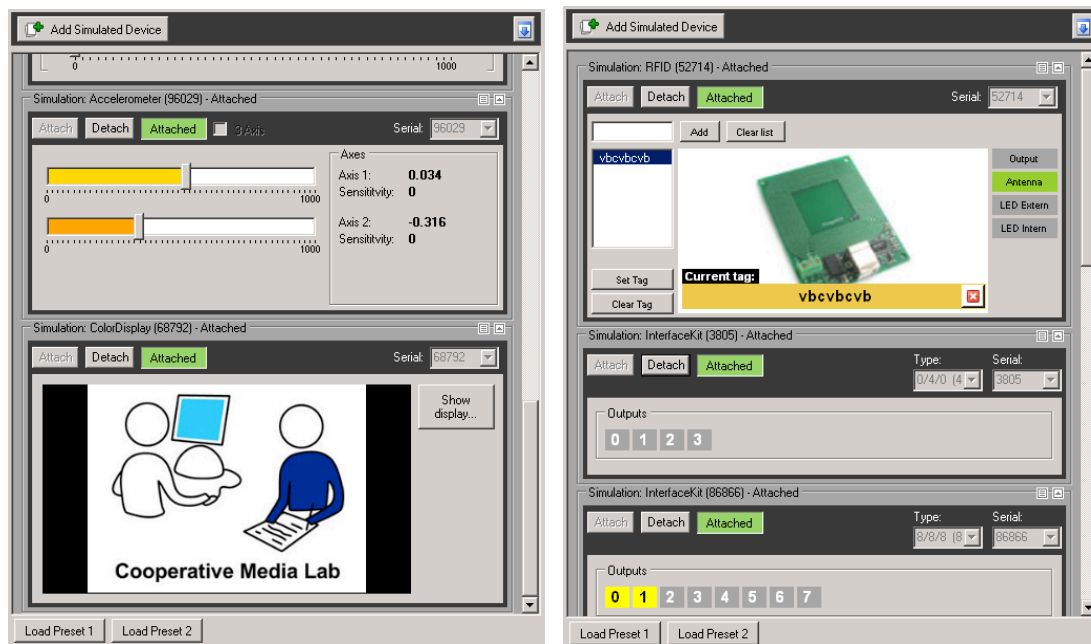 Add Simulated Device
0 1000
Simulation: Accelerometer (96029) - Attached
Attach Detach Attached 3 Axis Serial: 96029
Axes
Axis 1: 0.034
Sensititvity: 0
0 1000
Axis 2: -0.316
Sensititvity: 0
0 1000
Simulation: ColorDisplay (68792) - Attached
Attach Detach Attached Serial: 68792
Show
display...
Cooperative Media Lab
Load Preset 1 Load Preset 2
Add Simulated Device
Simulation: RFID (52714) - Attached
Attach Detach Attached Serial: 52714
Add Clear list
vbcvbcvb
Output
Antenna
LED Extern
LED Intern
Set Tag
Clear Tag
Current tag:
vbcvbcvb
Simulation: InterfaceKit (3805) - Attached
Type: Serial:
Attach Detach Attached 0/4/0 (4 3805
Outputs
0 1 2 3
Simulation: InterfaceKit (86866) - Attached
Type: Serial:
Attach Detach Attached 8/8/8 (8 86866
Outputs
0 1 2 3 4 5 6 7
Load Preset 1 Load Preset 2